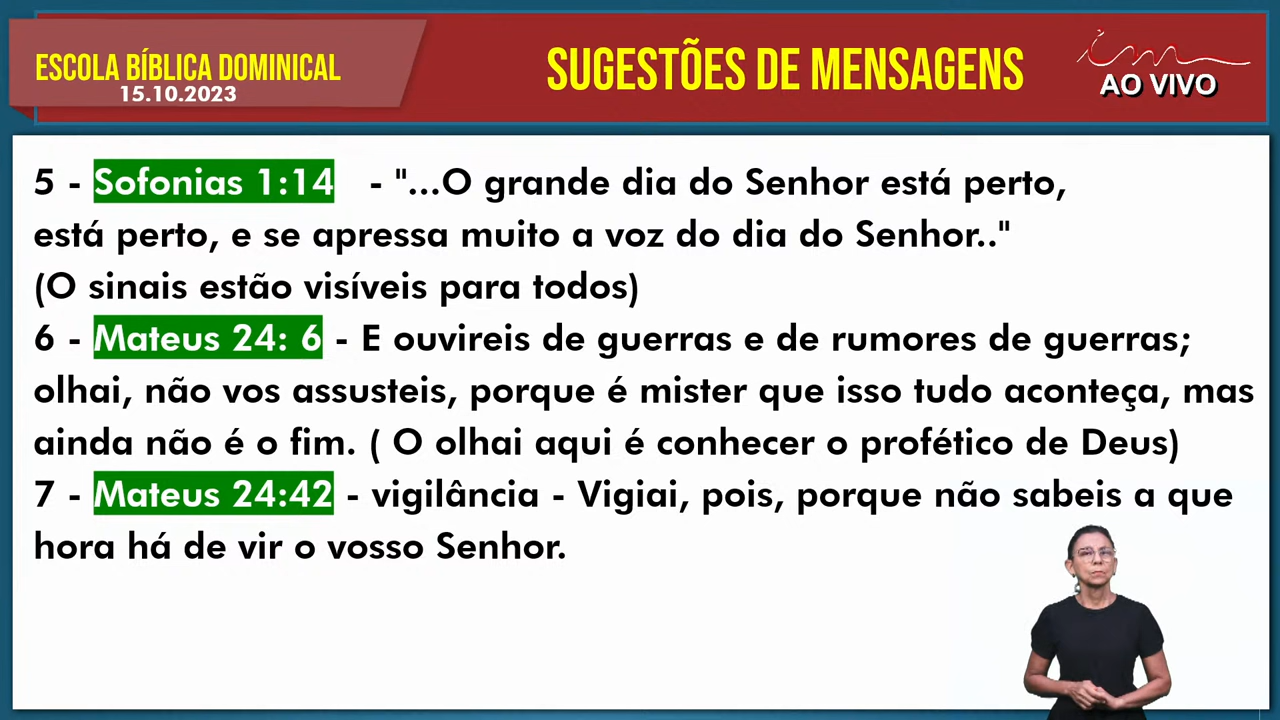 ESCOLA BÍBLICA DOMINICAL
15.10.2023
SUGESTÕES DE MENSAGENS
im
AO VIVO
5 - Sofonias 1:14 - "...O grande dia do Senhor está perto,
está perto, e se apressa muito a voz do dia do Senhor.."
(O sinais estão visíveis para todos)
6 - Mateus 24: 6 - E ouvireis de guerras e de rumores de guerras;
olhai, não vos assusteis, porque é mister que isso tudo aconteça, mas
ainda não é o fim. ( O olhai aqui é conhecer o profético de Deus)
7 - Mateus 24:42 - vigilância - Vigiai, pois, porque não sabeis a que
hora há de vir o vosso Senhor.